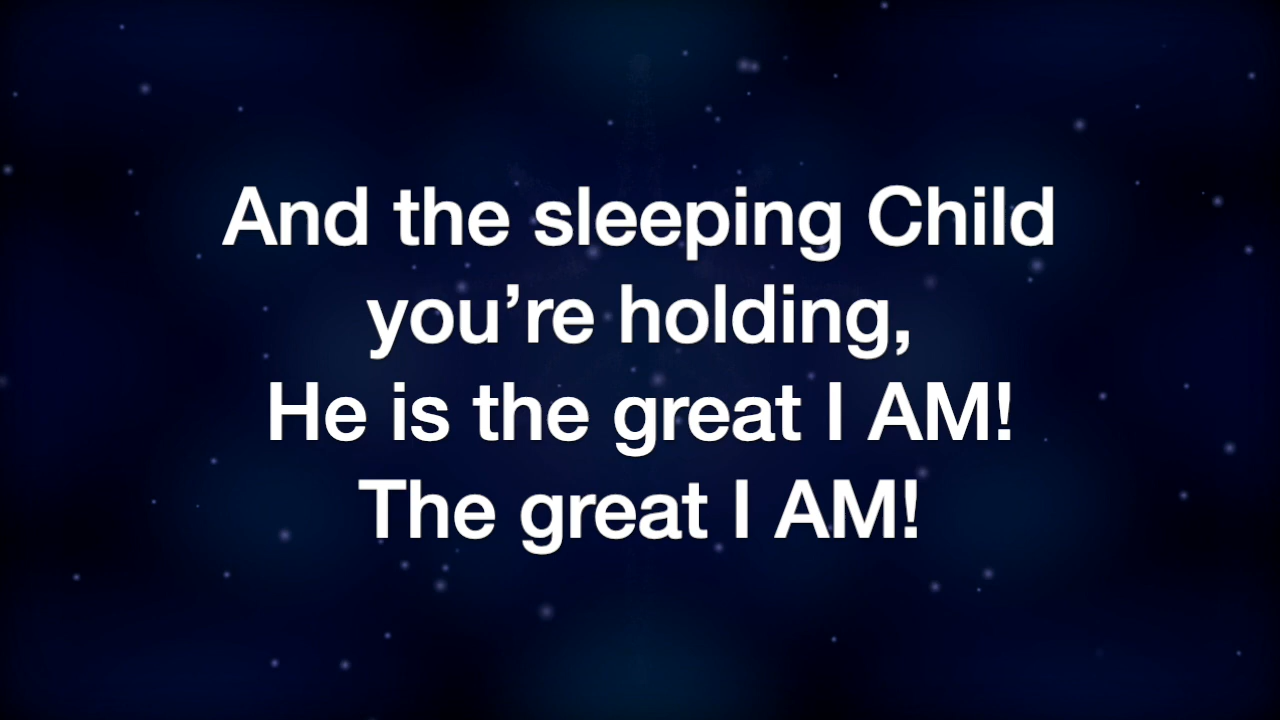 And the sleeping Child
you’re holding,
He is the great I AM!
The great I AM!